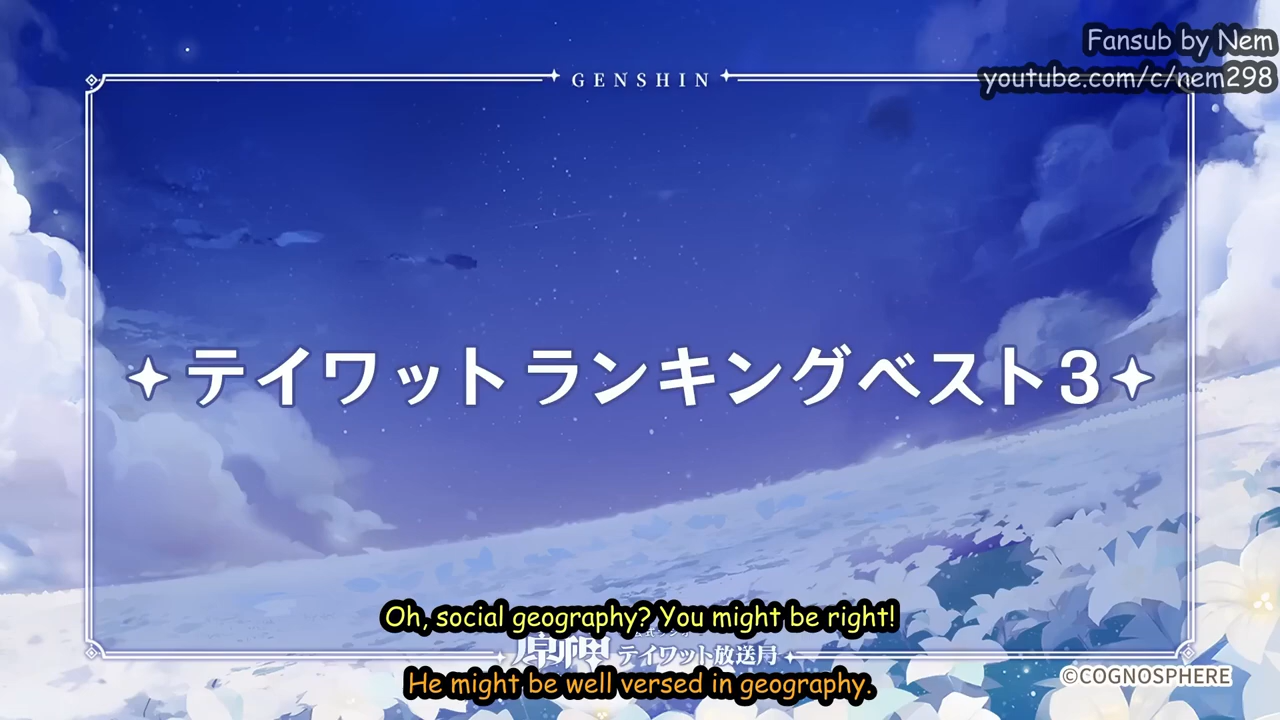 Fansub by Nem
youtube.com/c/nem298
GENSHIN
テイワット ランキングベスト3
Oh, social geography? You might be right!
原神 テイワット放送局
He might be well versed in geography.
©COGNOSPHERE